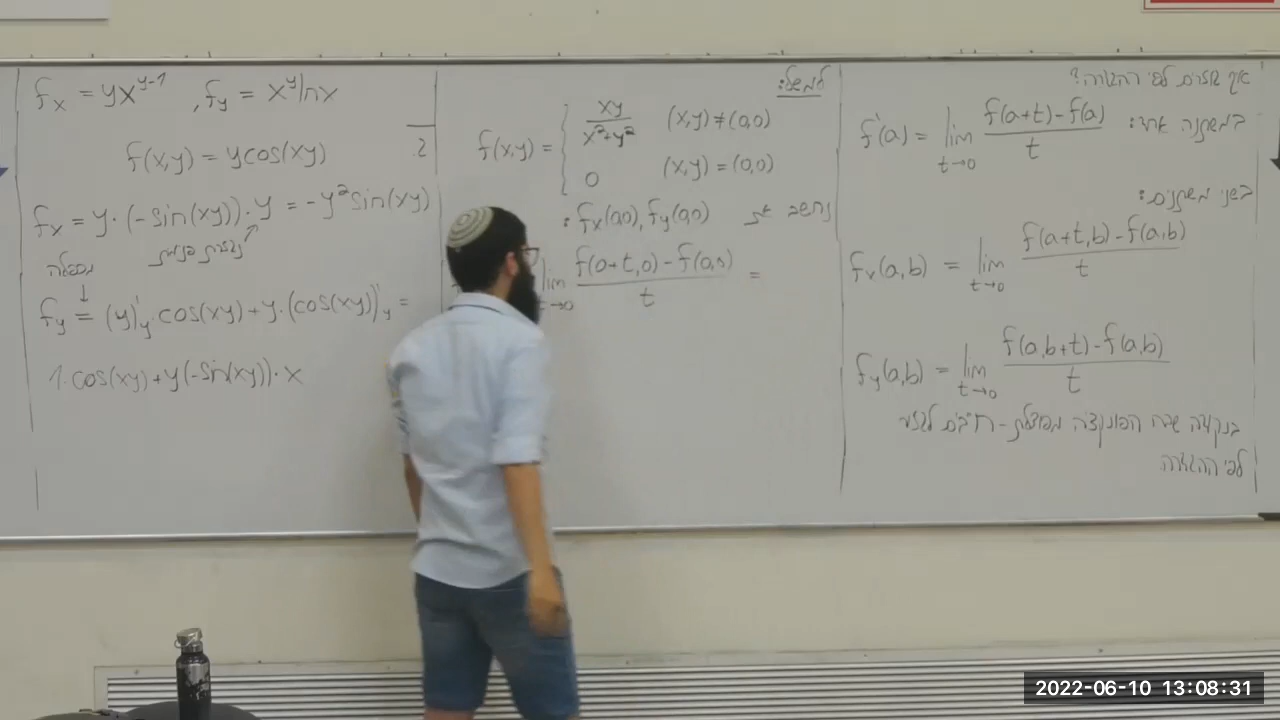 f_x = yx^{y-1} , f_y = x^y lnx
f(x,y) = ycos(xy) .2
f_x = y·(-sin(xy))·y = -y²sin(xy)
נגזרת פנימית
מכפלה
↓
f_y = (y)'_y·cos(xy)+y·(cos(xy))'_y =
1·cos(xy)+y(-sin(xy))·x
למשל:
f(x,y) = { xy/(x²+y²) (x,y)≠(0,0)
0 (x,y)=(0,0)
נחשב את f_x(0,0), f_y(0,0):
lim t→0 (f(0+t,0)-f(0,0))/t =
איך גוזרים לפי ההגדרה?
במשתנה אחד: f'(a) = lim t→0 (f(a+t)-f(a))/t
בשני משתנים:
f_x(a,b) = lim t→0 (f(a+t,b)-f(a,b))/t
f_y(a,b) = lim t→0 (f(a,b+t)-f(a,b))/t
בנקודה שבה הפונקציה מפוצלת - חייבים לגזור
לפי ההגדרה
2022-06-10 13:08:31